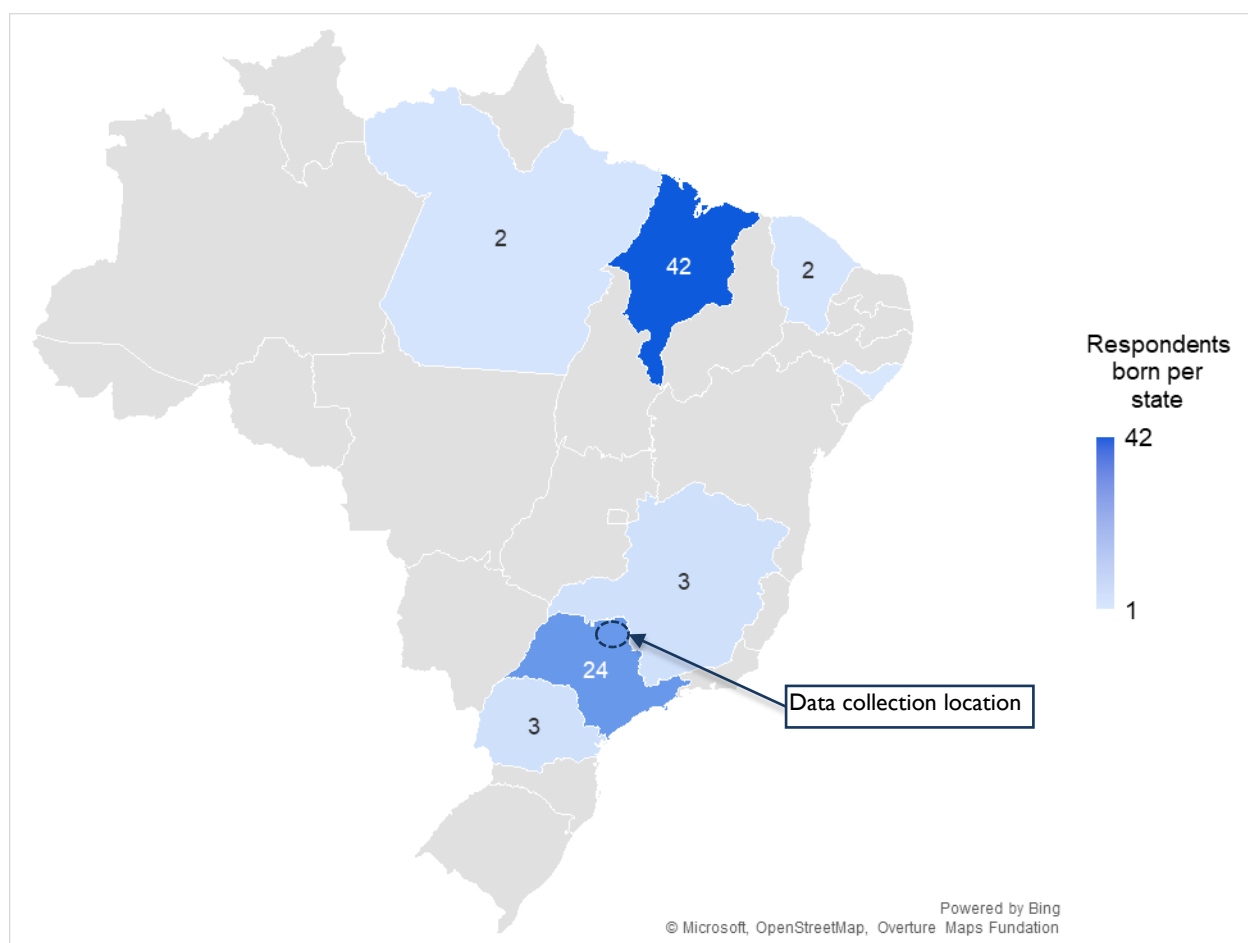 2
42
2
Respondents
born per
state
42
1
3
24
Data collection location
3
Powered by Bing
© Microsoft, OpenStreetMap, Overture Maps Fundation